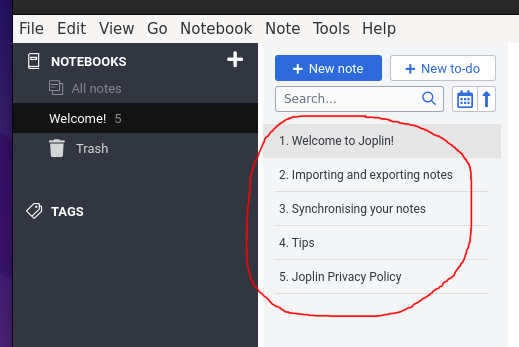 File Edit View Go Notebook Note Tools Help
NOTEBOOKS
All notes
Welcome! 5
Trash
TAGS
+ New note
+ New to-do
Search...
1. Welcome to Joplin!
2. Importing and exporting notes
3. Synchronising your notes
4. Tips
5. Joplin Privacy Policy